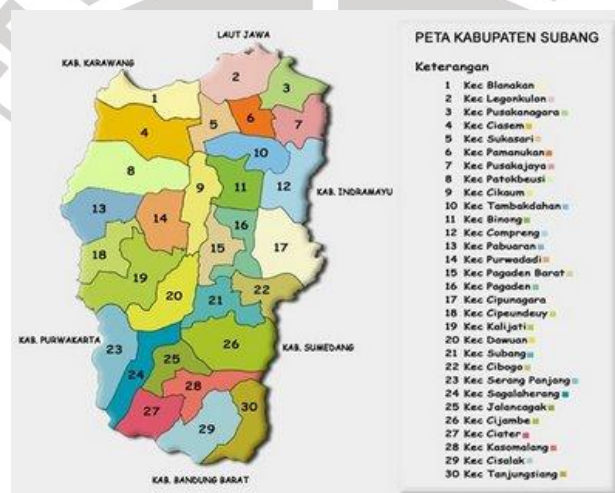 LAUT JAWA
KAB. KARAWANG
KAB. INDRAMAYU
KAB. PURWAKARTA
KAB. SUMEDANG
KAB. BANDUNG BARAT
1
2
3
4
5
6
7
8
9
10
11
12
13
14
15
16
17
18
19
20
21
22
23
24
25
26
27
28
29
30
PETA KABUPATEN SUBANG
Keterangan
1 Kec Blanakan
2 Kec Legonkulon
3 Kec Pusakanagara
4 Kec Ciasem
5 Kec Sukasari
6 Kec Pamanukan
7 Kec Pusakajaya
8 Kec Patokbeusi
9 Kec Cikaum
10 Kec Tambakdahan
11 Kec Binong
12 Kec Compreng
13 Kec Pabuaran
14 Kec Purwadadi
15 Kec Pagaden Barat
16 Kec Pagaden
17 Kec Cipunagara
18 Kec Cipeundeuy
19 Kec Kalijati
20 Kec Dawuan
21 Kec Subang
22 Kec Cibogo
23 Kec Serang Panjang
24 Kec Sagalaherang
25 Kec Jalancagak
26 Kec Cijambe
27 Kec Ciater
28 Kec Kasomalang
29 Kec Cisalak
30 Kec Tanjungsiang